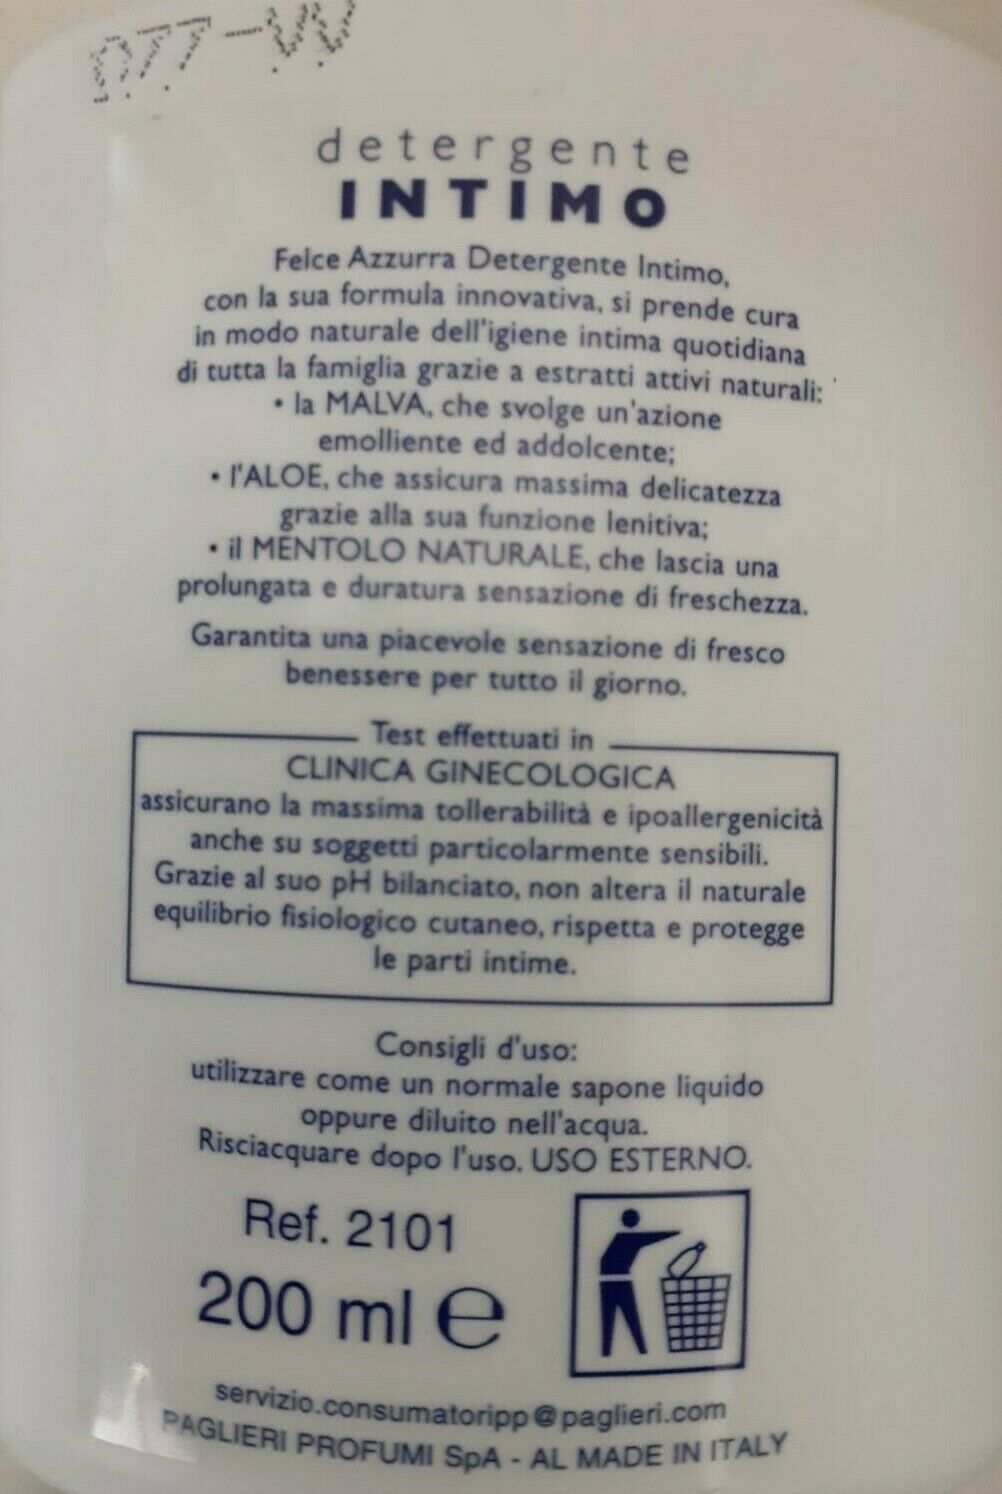 detergente
INTIMO
Felce Azzurra Detergente Intimo,
con la sua formula innovativa, si prende cura
in modo naturale dell'igiene intima quotidiana
di tutta la famiglia grazie a estratti attivi naturali:
• la MALVA, che svolge un'azione
emolliente ed addolcente;
• l'ALOE, che assicura massima delicatezza
grazie alla sua funzione lenitiva;
• il MENTOLO NATURALE, che lascia una
prolungata e duratura sensazione di freschezza.
Garantita una piacevole sensazione di fresco
benessere per tutto il giorno.
Test effettuati in
CLINICA GINECOLOGICA
assicurano la massima tollerabilità e ipoallergenicità
anche su soggetti particolarmente sensibili.
Grazie al suo pH bilanciato, non altera il naturale
equilibrio fisiologico cutaneo, rispetta e protegge
le parti intime.
Consigli d'uso:
utilizzare come un normale sapone liquido
oppure diluito nell'acqua.
Risciacquare dopo l'uso. USO ESTERNO.
Ref. 2101
200 ml e
servizio.consumatoripp@paglieri.com
PAGLIERI PROFUMI SpA - AL MADE IN ITALY